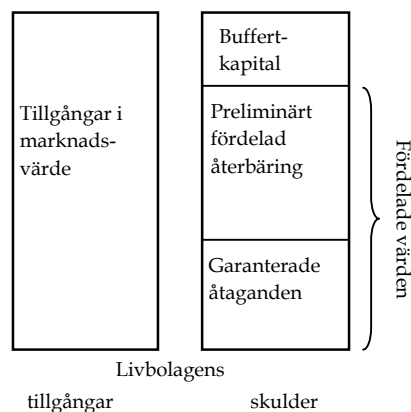 Tillgångar i
marknads-
värde
Buffert-
kapital
Preliminärt
fördelad
återbäring
Garanterade
åtaganden
Fördelade värden
Livbolagens
tillgångar
skulder